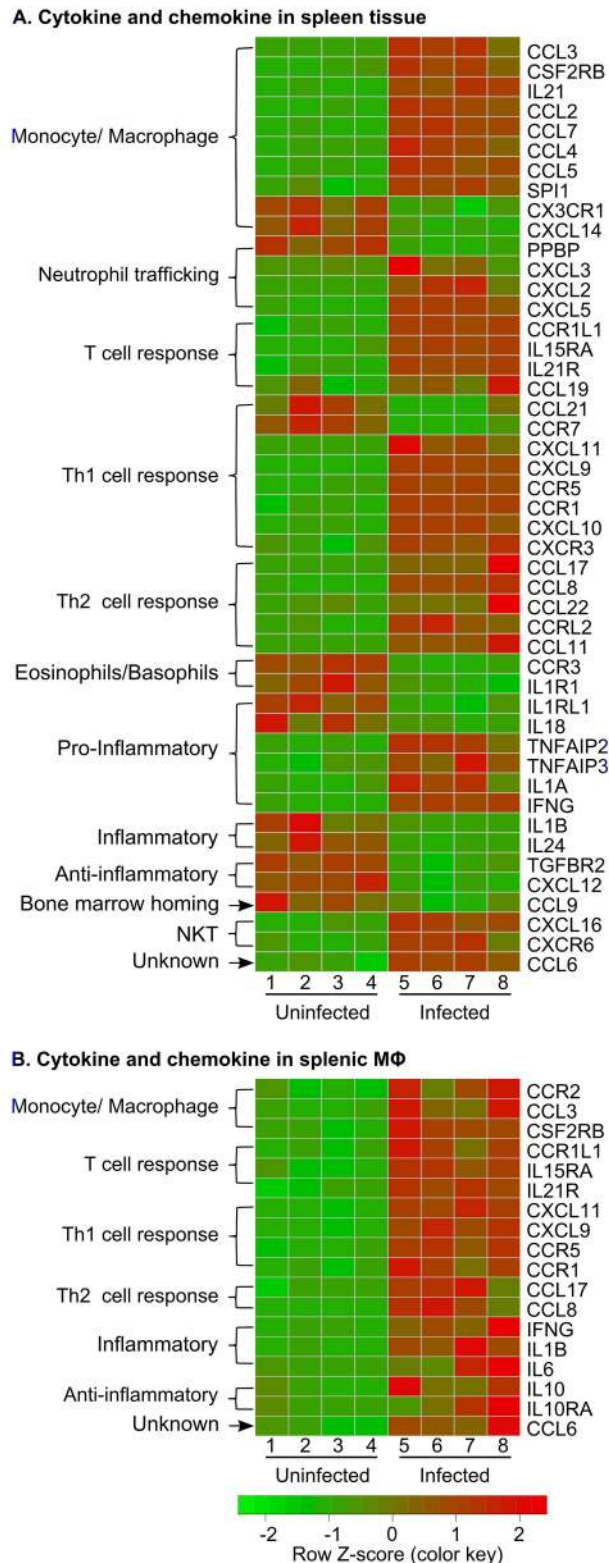 A. Cytokine and chemokine in spleen tissue
Monocyte/ Macrophage
CCL3
CSF2RB
IL21
CCL2
CCL7
CCL4
CCL5
SPI1
CX3CR1
CXCL14
Neutrophil trafficking
PPBP
CXCL3
CXCL2
CXCL5
T cell response
CCR1L1
IL15RA
IL21R
CCL19
Th1 cell response
CCL21
CCR7
CXCL11
CXCL9
CCR5
CCR1
CXCL10
CXCR3
Th2 cell response
CCL17
CCL8
CCL22
CCRL2
CCL11
Eosinophils/Basophils
CCR3
IL1R1
Pro-Inflammatory
IL1RL1
IL18
TNFAIP2
TNFAIP3
IL1A
IFNG
Inflammatory
IL1B
IL24
Anti-inflammatory
TGFBR2
CXCL12
Bone marrow homing
CCL9
NKT
CXCL16
CXCR6
Unknown
CCL6
1 2 3 4 5 6 7 8
Uninfected Infected
B. Cytokine and chemokine in splenic MΦ
Monocyte/ Macrophage
CCR2
CCL3
CSF2RB
T cell response
CCR1L1
IL15RA
IL21R
Th1 cell response
CXCL11
CXCL9
CCR5
CCR1
Th2 cell response
CCL17
CCL8
Inflammatory
IFNG
IL1B
IL6
Anti-inflammatory
IL10
IL10RA
Unknown
CCL6
1 2 3 4 5 6 7 8
Uninfected Infected
-2 -1 0 1 2
Row Z-score (color key)